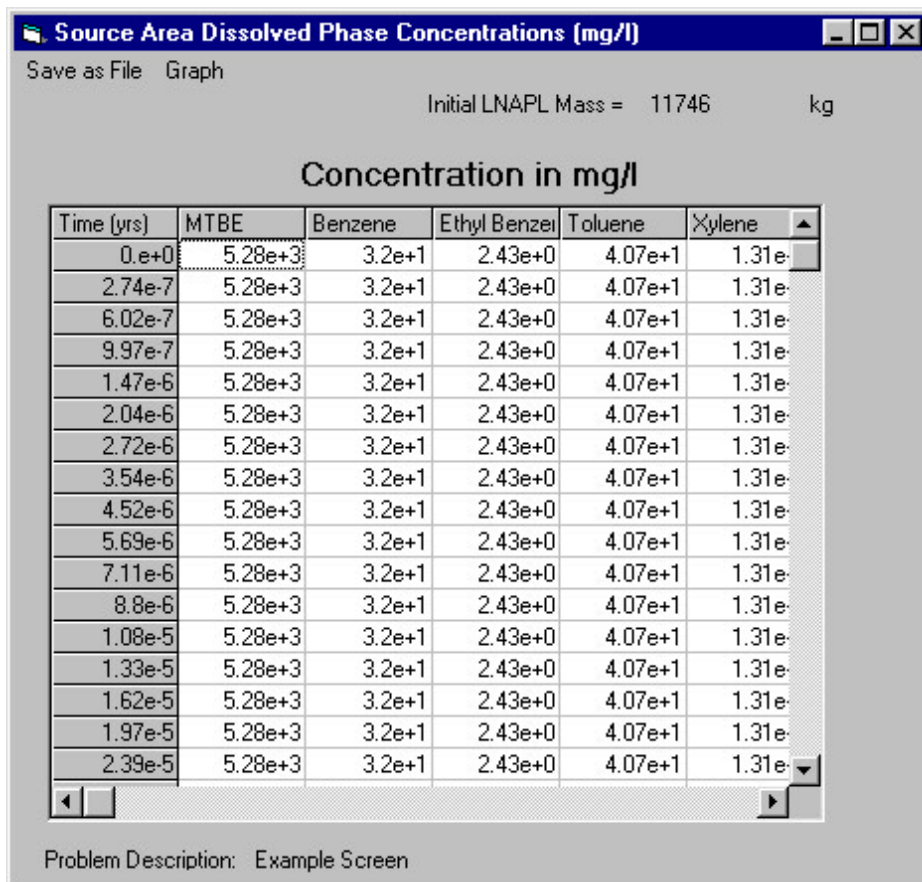 Source Area Dissolved Phase Concentrations (mg/l)
Save as File Graph
Initial LNAPL Mass = 11746 kg
Concentration in mg/l
Time (yrs) MTBE Benzene Ethyl Benzei Toluene Xylene
0.e+0 5.28e+3 3.2e+1 2.43e+0 4.07e+1 1.31e
2.74e-7 5.28e+3 3.2e+1 2.43e+0 4.07e+1 1.31e
6.02e-7 5.28e+3 3.2e+1 2.43e+0 4.07e+1 1.31e
9.97e-7 5.28e+3 3.2e+1 2.43e+0 4.07e+1 1.31e
1.47e-6 5.28e+3 3.2e+1 2.43e+0 4.07e+1 1.31e
2.04e-6 5.28e+3 3.2e+1 2.43e+0 4.07e+1 1.31e
2.72e-6 5.28e+3 3.2e+1 2.43e+0 4.07e+1 1.31e
3.54e-6 5.28e+3 3.2e+1 2.43e+0 4.07e+1 1.31e
4.52e-6 5.28e+3 3.2e+1 2.43e+0 4.07e+1 1.31e
5.69e-6 5.28e+3 3.2e+1 2.43e+0 4.07e+1 1.31e
7.11e-6 5.28e+3 3.2e+1 2.43e+0 4.07e+1 1.31e
8.8e-6 5.28e+3 3.2e+1 2.43e+0 4.07e+1 1.31e
1.08e-5 5.28e+3 3.2e+1 2.43e+0 4.07e+1 1.31e
1.33e-5 5.28e+3 3.2e+1 2.43e+0 4.07e+1 1.31e
1.62e-5 5.28e+3 3.2e+1 2.43e+0 4.07e+1 1.31e
1.97e-5 5.28e+3 3.2e+1 2.43e+0 4.07e+1 1.31e
2.39e-5 5.28e+3 3.2e+1 2.43e+0 4.07e+1 1.31e
Problem Description: Example Screen